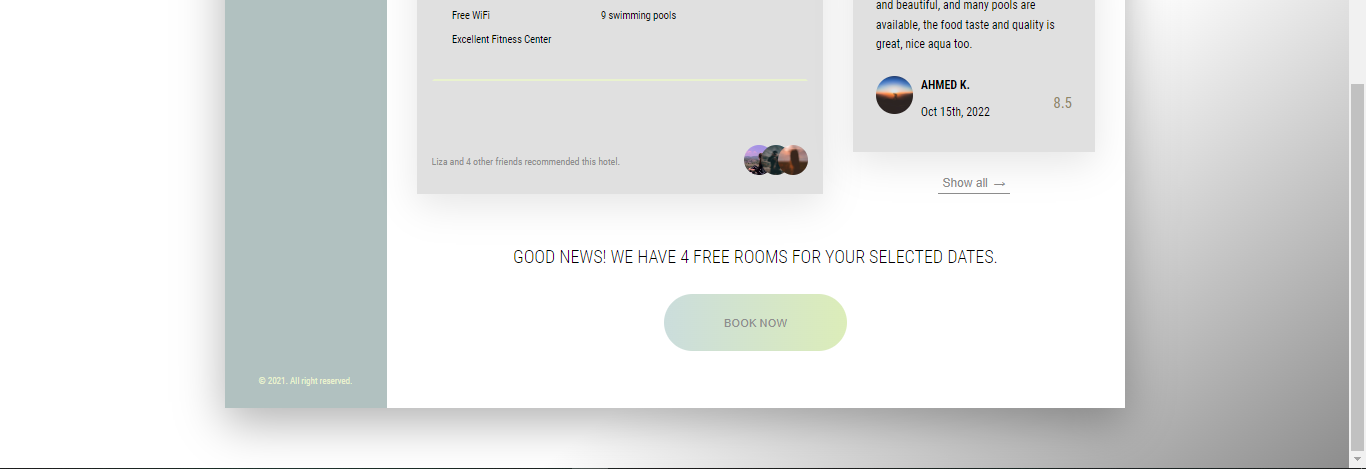 Free WiFi
9 swimming pools
Excellent Fitness Center
Liza and 4 other friends recommended this hotel.
and beautiful, and many pools are
available, the food taste and quality is
great, nice aqua too.
AHMED K.
Oct 15th, 2022
8.5
Show all →
GOOD NEWS! WE HAVE 4 FREE ROOMS FOR YOUR SELECTED DATES.
BOOK NOW
© 2021. All right reserved.